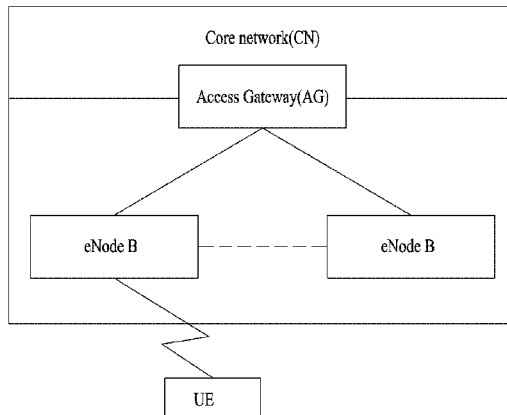 Core network(CN)
Access Gateway(AG)
eNode B
eNode B
UE